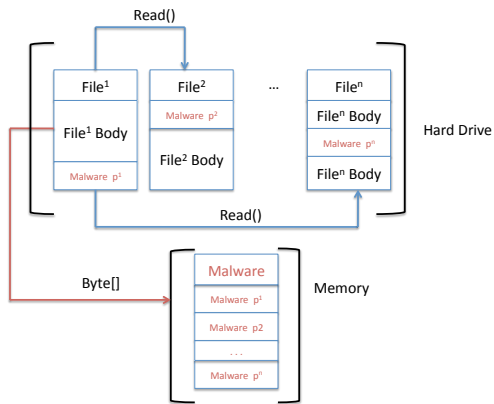 Read()
File¹
File² 
...
Fileⁿ
File¹ Body
Malware p¹
Malware p²
File² Body
Fileⁿ Body
Malware pⁿ
Fileⁿ Body
Hard Drive
Read()
Byte[]
Malware
Malware p¹
Malware p2
...
Malware pⁿ
Memory